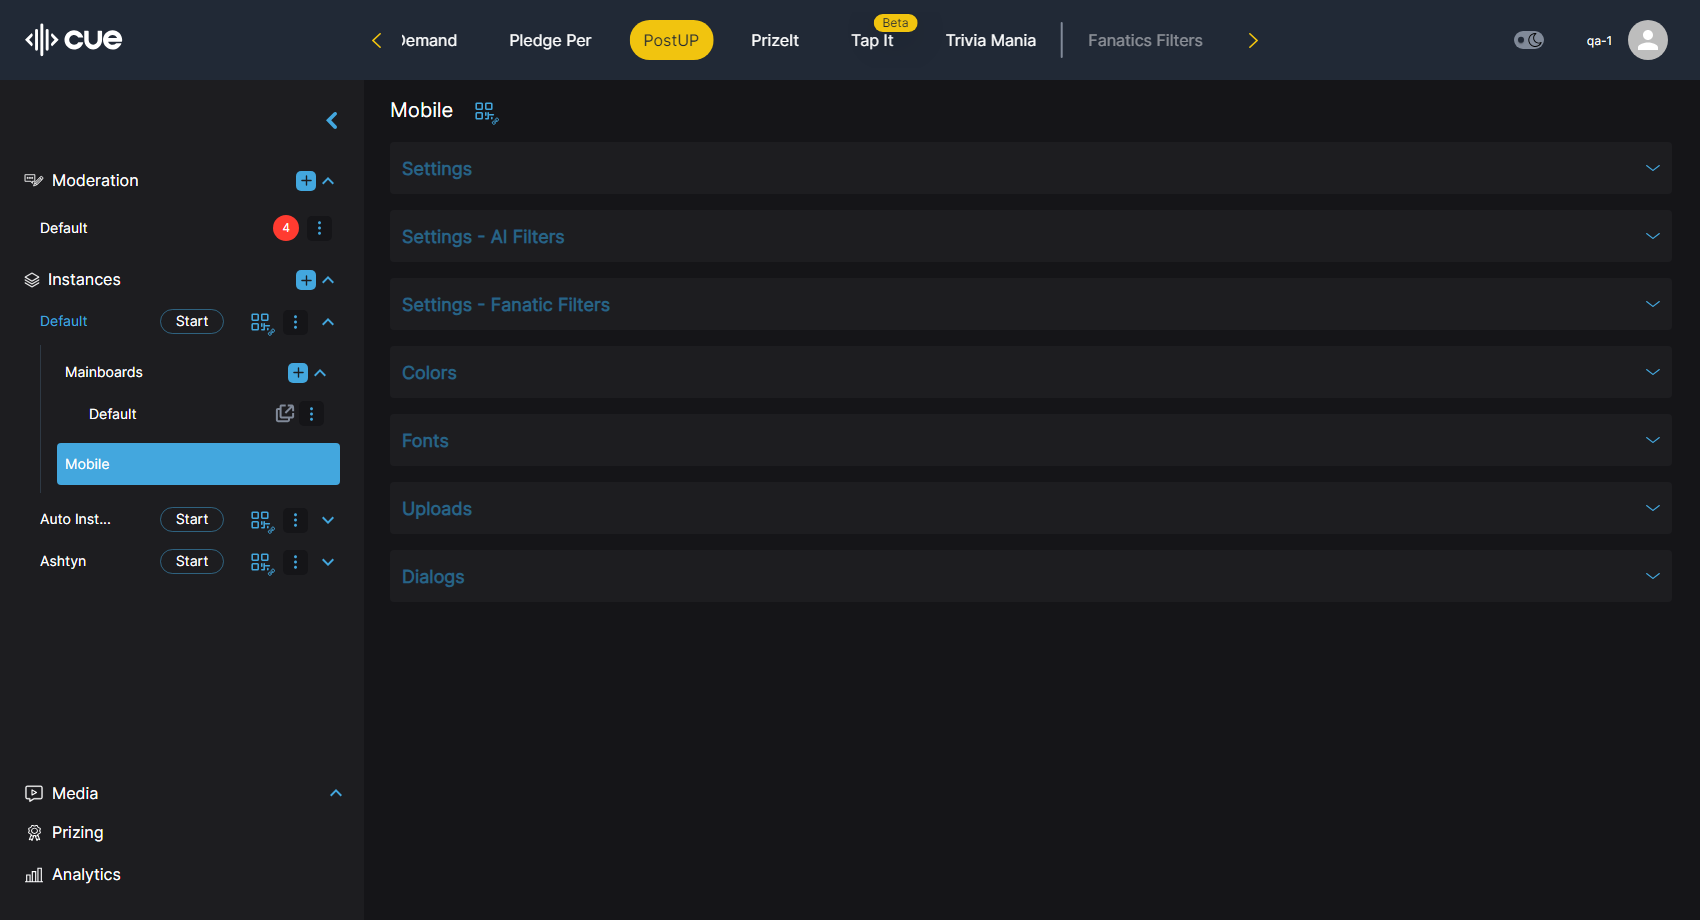 cue
Demand
Pledge Per
PostUP
PrizeIt
Beta
Tap It
Trivia Mania
Fanatics Filters
qa-1
Moderation
Default
4
Instances
Default
Start
Mainboards
Default
Mobile
Auto Inst...
Start
Ashtyn
Start
Media
Prizing
Analytics
Mobile
Settings
Settings - AI Filters
Settings - Fanatic Filters
Colors
Fonts
Uploads
Dialogs